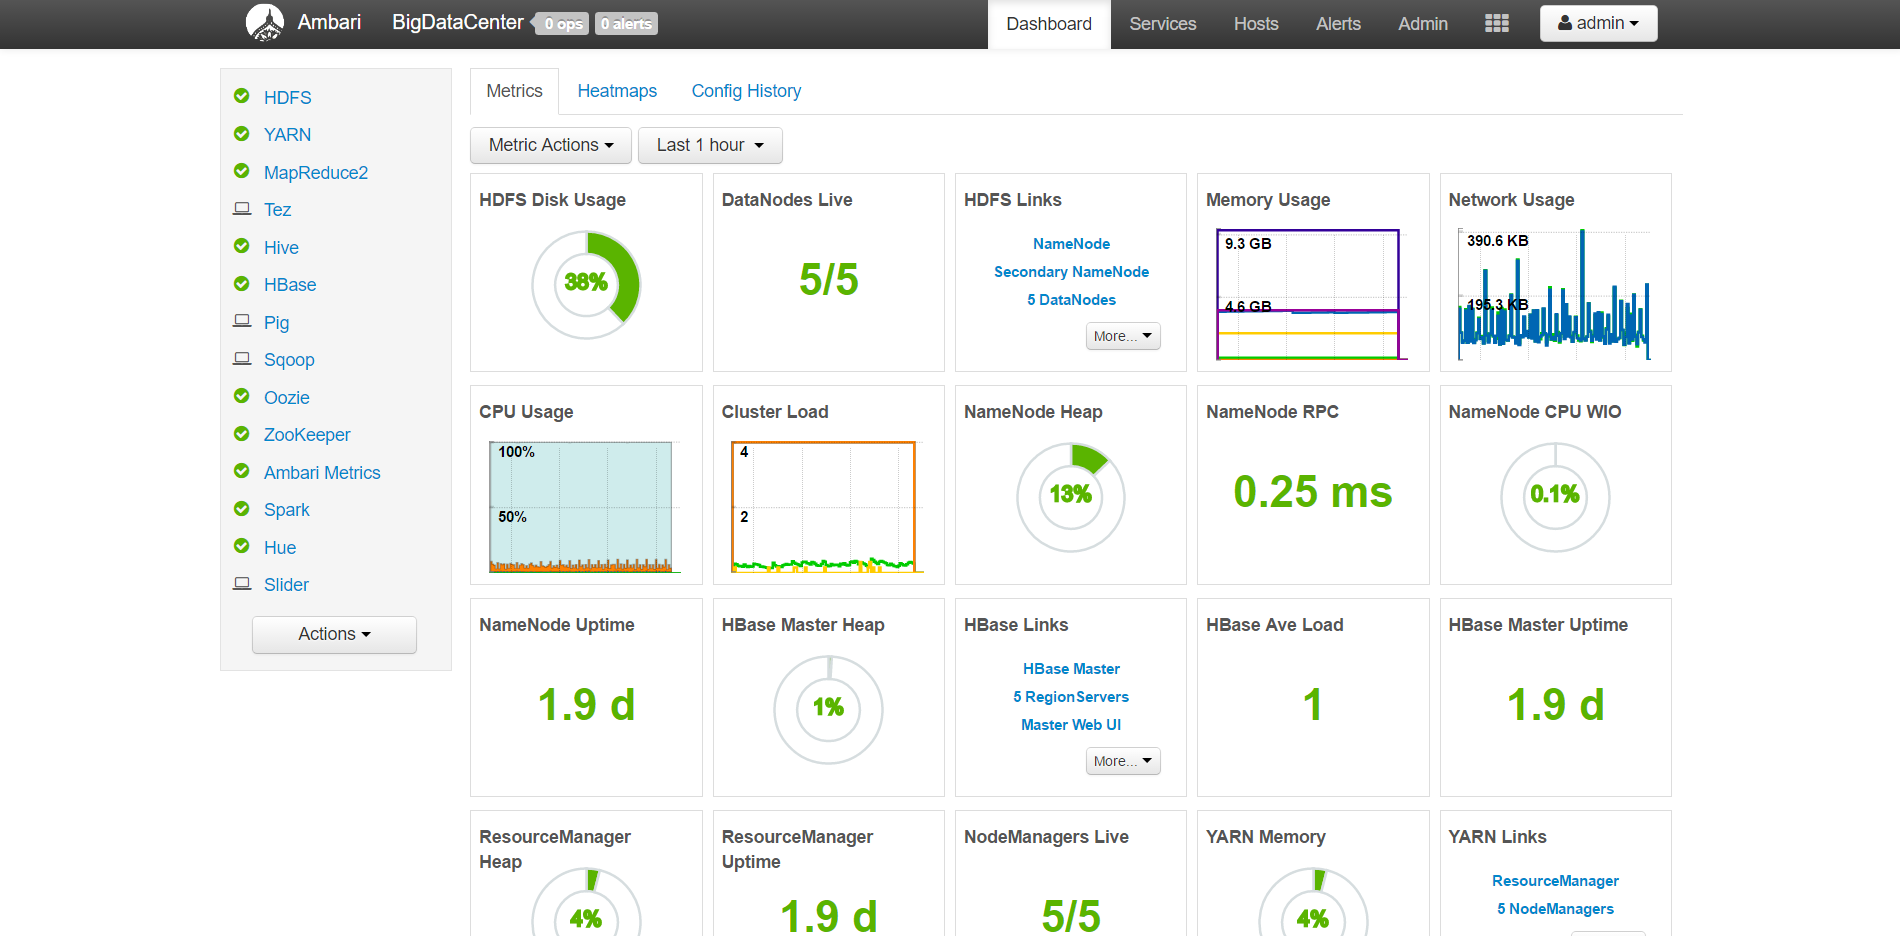 Ambari BigDataCenter 0 ops 0 alerts Dashboard Services Hosts Alerts Admin admin
HDFS
YARN
MapReduce2
Tez
Hive
HBase
Pig
Sqoop
Oozie
ZooKeeper
Ambari Metrics
Spark
Hue
Slider
Actions
Metrics Heatmaps Config History
Metric Actions Last 1 hour
HDFS Disk Usage
38%
DataNodes Live
5/5
HDFS Links
NameNode
Secondary NameNode
5 DataNodes
More...
Memory Usage
9.3 GB
4.6 GB
Network Usage
390.6 KB
195.3 KB
CPU Usage
100%
50%
Cluster Load
4
2
NameNode Heap
13%
NameNode RPC
0.25 ms
NameNode CPU WIO
0.1%
NameNode Uptime
1.9 d
HBase Master Heap
1%
HBase Links
HBase Master
5 RegionServers
Master Web UI
More...
HBase Ave Load
1
HBase Master Uptime
1.9 d
ResourceManager
Heap
4%
ResourceManager
Uptime
1.9 d
NodeManagers Live
5/5
YARN Memory
4%
YARN Links
ResourceManager
5 NodeManagers